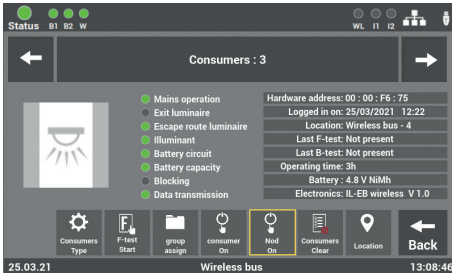 Status B1 B2 W WL I1 I2
Consumers : 3
Mains operation
Exit luminaire
Escape route luminaire
Illuminant
Battery circuit
Battery capacity
Blocking
Data transmission
Hardware address: 00 : 00 : F6 : 75
Logged in on: 25/03/2021 12:22
Location: Wireless bus - 4
Last F-test: Not present
Last B-test: Not present
Operating time: 3h
Battery : 4.8 V NiMh
Electronics: IL-EB wireless V 1.0
Consumers
Type
F-test
Start
group
assign
consumer
On
Nod
On
Consumers
Clear
Location
Back
25.03.21 Wireless bus 13:08:46